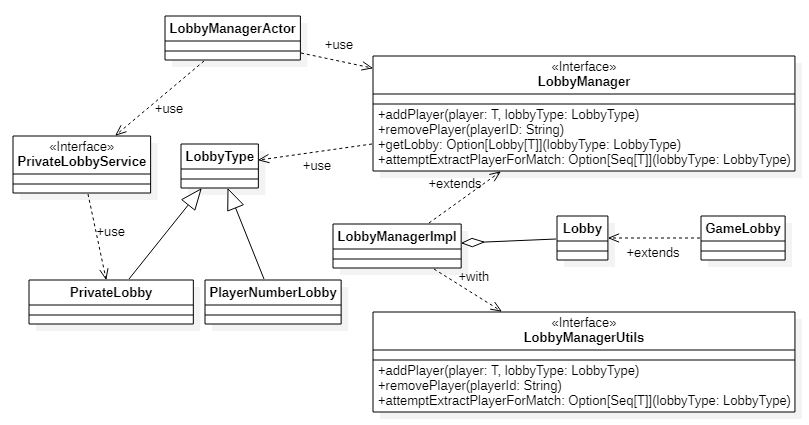 LobbyManagerActor
+use
+use
«Interface»
LobbyManager
+addPlayer(player: T, lobbyType: LobbyType)
+removePlayer(playerID: String)
+getLobby: Option[Lobby[T]](lobbyType: LobbyType)
+attemptExtractPlayerForMatch: Option[Seq[T]](lobbyType: LobbyType)
«Interface»
PrivateLobbyService
LobbyType
+use
+extends
+use
LobbyManagerImpl
Lobby
GameLobby
+extends
+with
PrivateLobby
PlayerNumberLobby
«Interface»
LobbyManagerUtils
+addPlayer(player: T, lobbyType: LobbyType)
+removePlayer(playerId: String)
+attemptExtractPlayerForMatch: Option[Seq[T]](lobbyType: LobbyType)